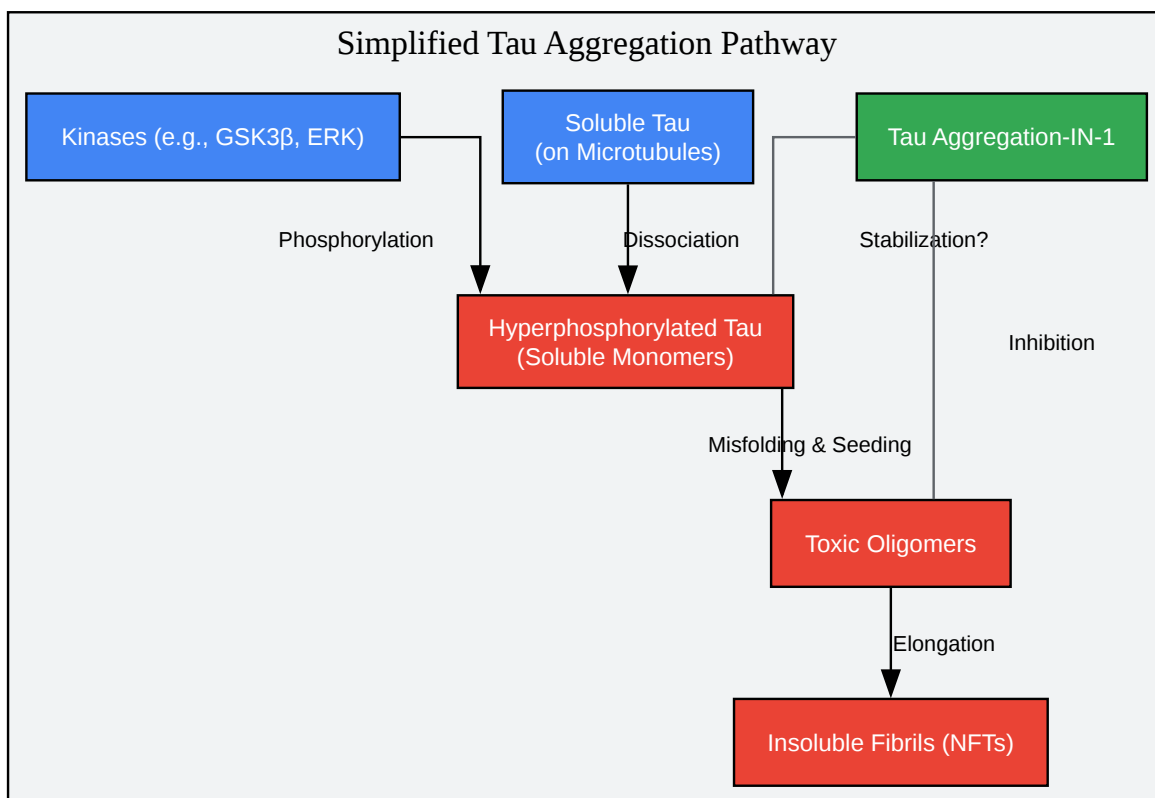 Simplified Tau Aggregation Pathway
Kinases (e.g., GSK3β, ERK)
Soluble Tau
(on Microtubules)
Tau Aggregation-IN-1
Phosphorylation
Dissociation
Stabilization?
Hyperphosphorylated Tau
(Soluble Monomers)
Inhibition
Misfolding & Seeding
Toxic Oligomers
Elongation
Insoluble Fibrils (NFTs)